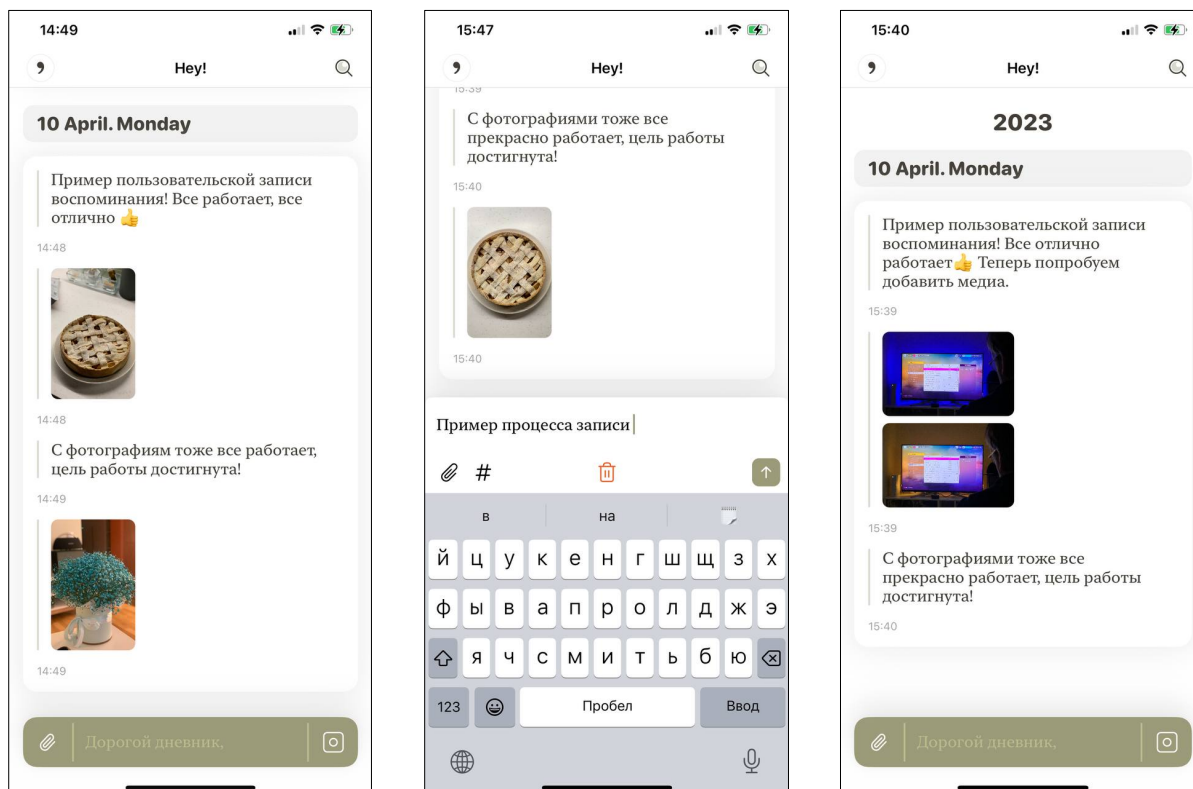 14:49
Hey!
10 April. Monday
Пример пользовательской записи
воспоминания! Все работает, все
отлично 👍
14:48
14:48
С фотографиям тоже все работает,
цель работы достигнута!
14:49
14:49
Дорогой дневник,
15:47
Hey!
15:39
С фотографиями тоже все
прекрасно работает, цель работы
достигнута!
15:40
15:40
Пример процесса записи
#
в на
й ц у к е н г ш щ з х
ф ы в а п р о л д ж э
я ч с м и т ь б ю
123 Пробел Ввод
15:40
Hey!
2023
10 April. Monday
Пример пользовательской записи
воспоминания! Все отлично
работает👍 Теперь попробуем
добавить медиа.
15:39
15:39
С фотографиями тоже все
прекрасно работает, цель работы
достигнута!
15:40
Дорогой дневник,